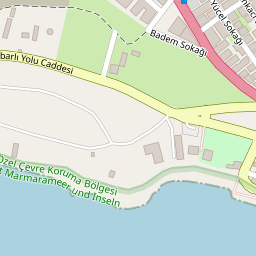 Badem Sokağı
Yücel Sokağı
barlı Yolu Caddesi
Özel Çevre Koruma Bölgesi
t Marmarameer und Inseln